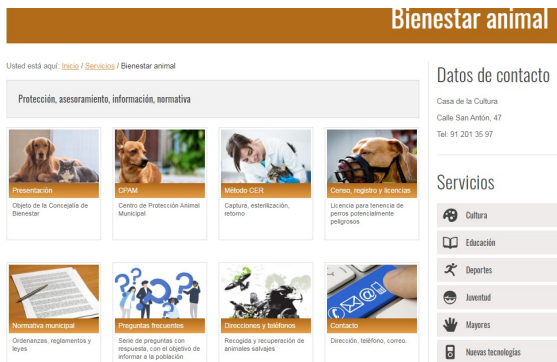 Bienestar animal
Usted está aquí: Inicio / Servicios / Bienestar animal
Protección, asesoramiento, información, normativa
Presentación
Objeto de la Concejalía de
Bienestar
CPAM
Centro de Protección Animal
Municipal
Método CER
Captura, esterilización,
retorno
Censo, registro y licencias
Licencia para tenencia de
perros potencialmente
peligrosos
Normativa municipal
Ordenanzas, reglamentos y
leyes
Preguntas frecuentes
Serie de preguntas con
respuesta, con el objetivo de
informar a la población
Direcciones y teléfonos
Recogida y recuperación de
animales salvajes
Contacto
Dirección, teléfono, correo
Datos de contacto
Casa de la Cultura
Calle San Antón, 47
Tel: 91 201 35 97
Servicios
Cultura
Educación
Deportes
Juventud
Mayores
Nuevas tecnologías